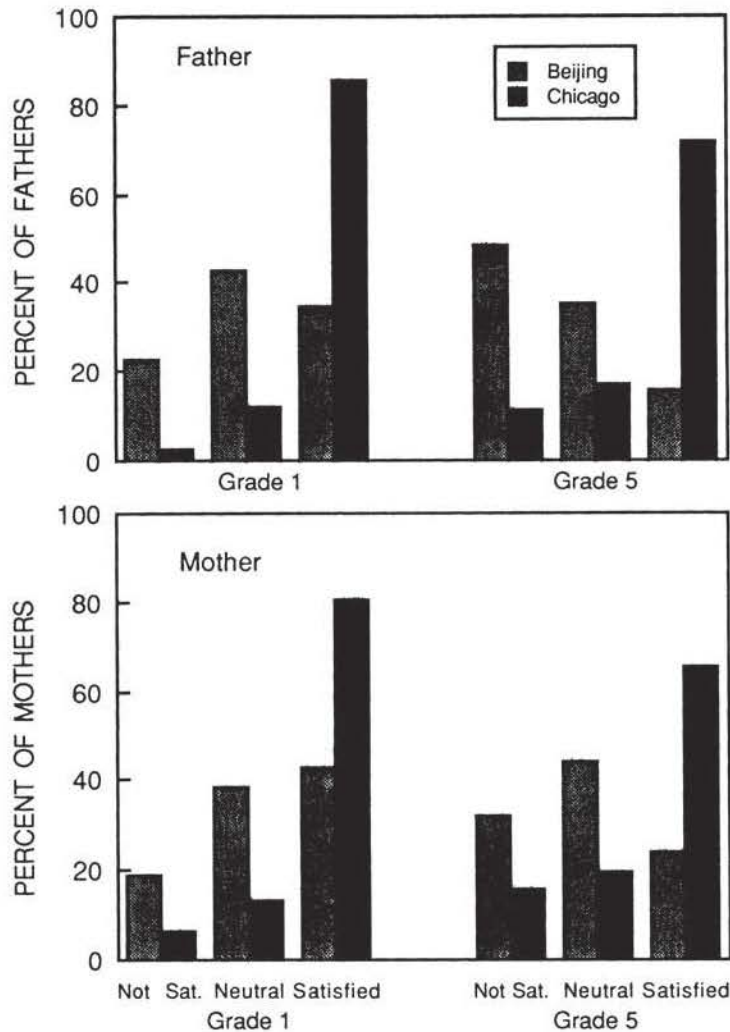 100
80
60
40
20
0
PERCENT OF FATHERS
Father
Beijing
Chicago
Grade 1 Grade 5
100
80
60
40
20
0
PERCENT OF MOTHERS
Mother
Not Sat. Neutral Satisfied Not Sat. Neutral Satisfied
Grade 1 Grade 5